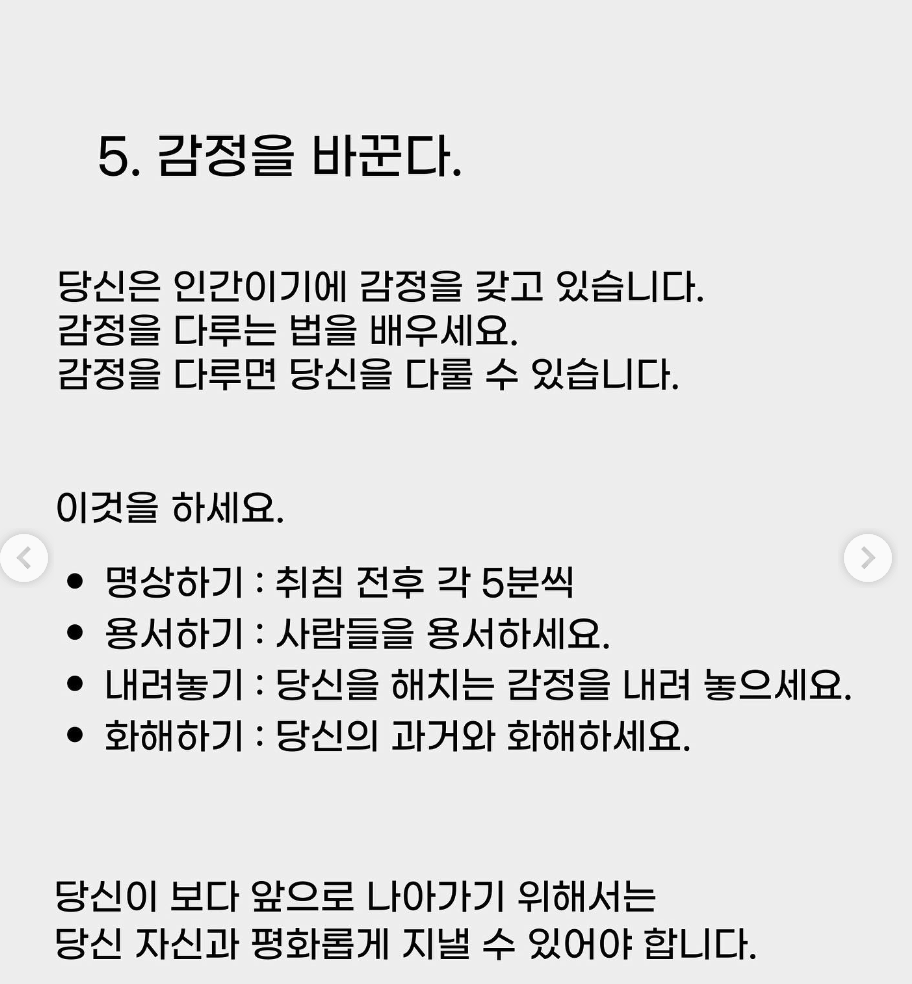 5. 감정을 바꾼다.
당신은 인간이기에 감정을 갖고 있습니다.
감정을 다루는 법을 배우세요.
감정을 다루면 당신을 다룰 수 있습니다.
이것을 하세요.
• 명상하기 : 취침 전후 각 5분씩
• 용서하기 : 사람들을 용서하세요.
• 내려놓기 : 당신을 해치는 감정을 내려 놓으세요.
• 화해하기 : 당신의 과거와 화해하세요.
당신이 보다 앞으로 나아가기 위해서는
당신 자신과 평화롭게 지낼 수 있어야 합니다.